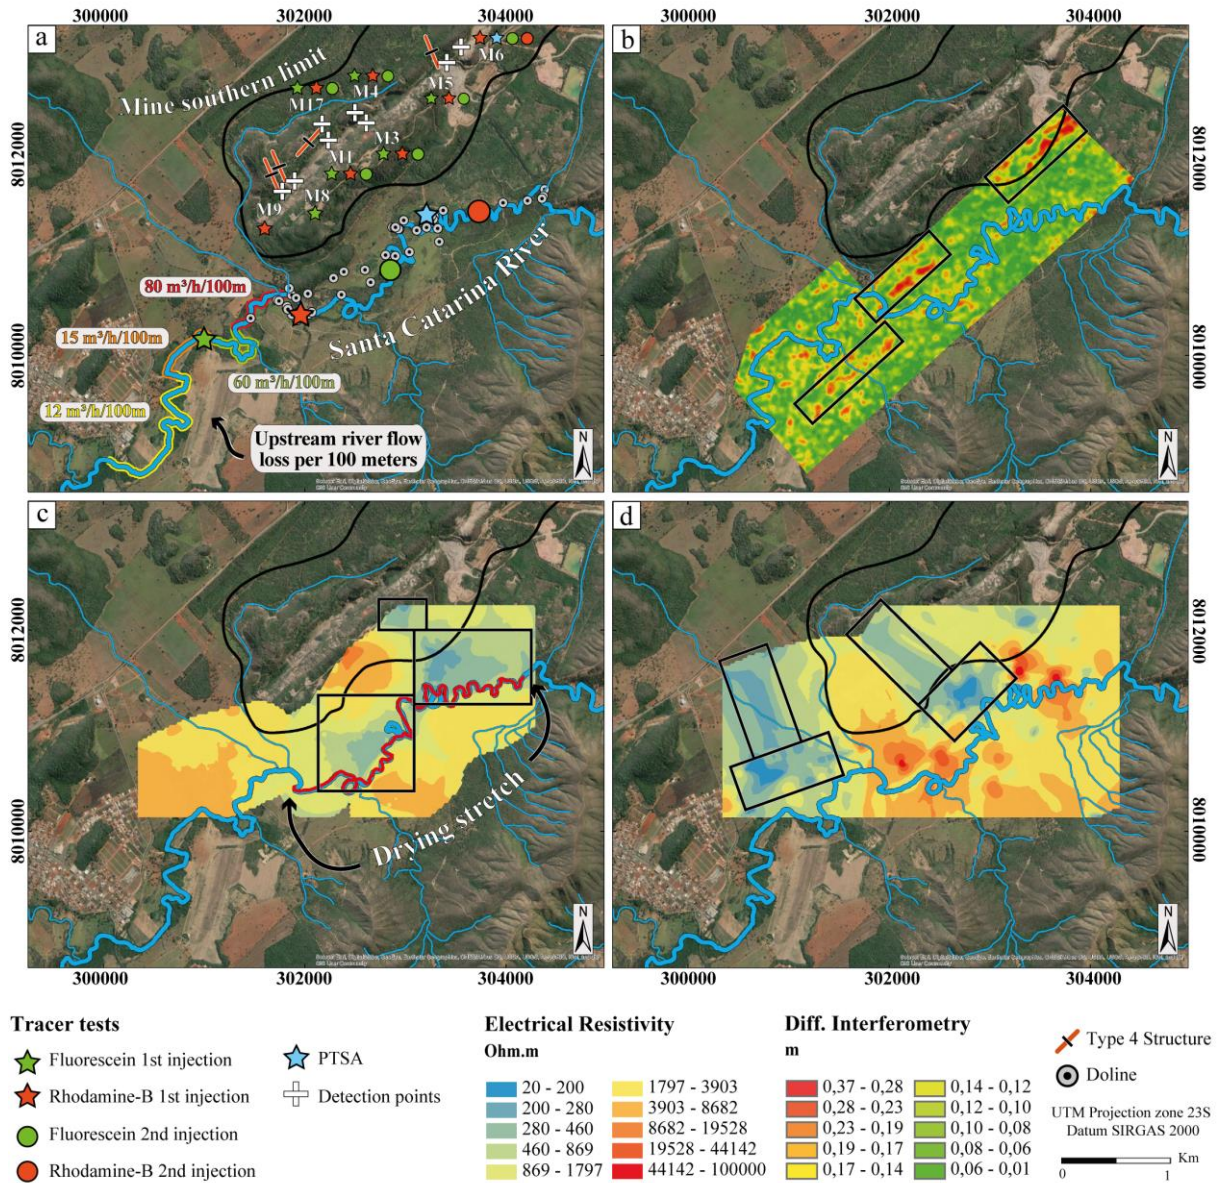 300000 302000 304000 300000 302000 304000
a
b
M6
M5
Mine southern limit
M4
M17
M3
M1
M8
M9
8012000
8012000
80 m³/h/100m
Santa Catarina River
15 m³/h/100m
8010000
8010000
60 m³/h/100m
12 m³/h/100m
Upstream river flow
loss per 100 meters
N
N
c
d
8012000
8012000
8010000
8010000
Drying stretch
N
N
300000 302000 304000 300000 302000 304000
Tracer tests
Fluorescein 1st injection
Rhodamine-B 1st injection
Fluorescein 2nd injection
Rhodamine-B 2nd injection
PTSA
Detection points
Electrical Resistivity
Ohm.m
20 - 200
200 - 280
280 - 460
460 - 869
869 - 1797
1797 - 3903
3903 - 8682
8682 - 19528
19528 - 44142
44142 - 100000
Diff. Interferometry
m
0,37 - 0,28
0,28 - 0,23
0,23 - 0,19
0,19 - 0,17
0,17 - 0,14
0,14 - 0,12
0,12 - 0,10
0,10 - 0,08
0,08 - 0,06
0,06 - 0,01
Type 4 Structure
Doline
UTM Projection zone 23S
Datum SIRGAS 2000
Km
0 1